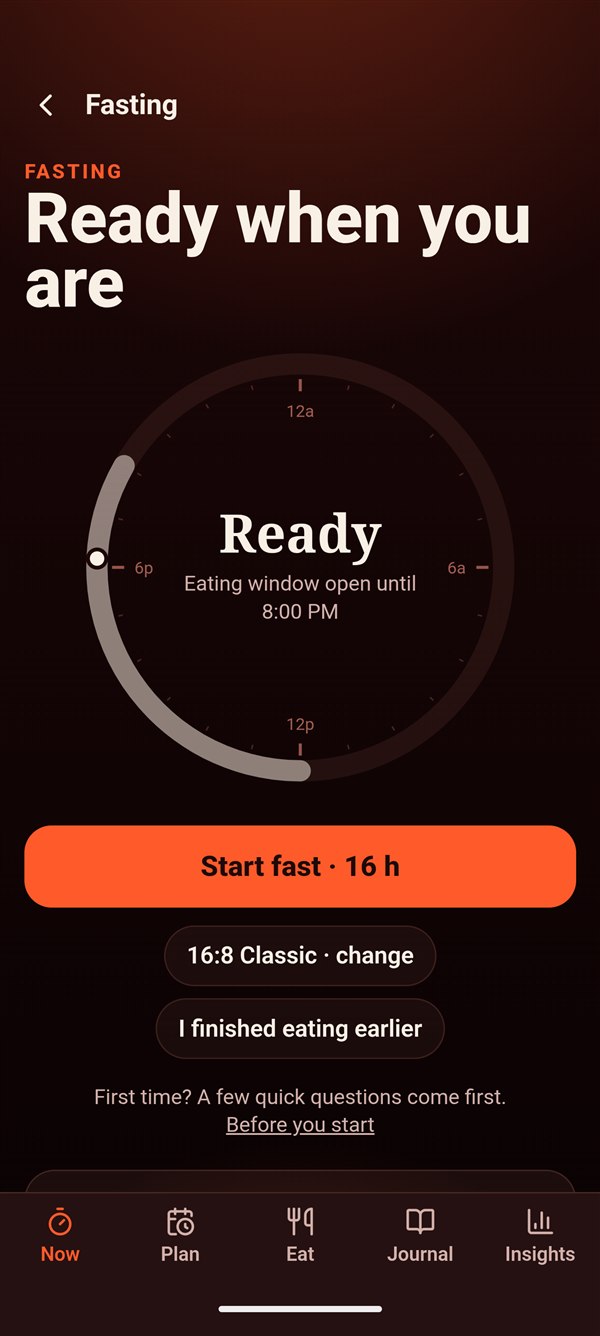 Fasting
FASTING
Ready when you
are
12a
Ready
6p
6a
Eating window open until
8:00 PM
12p
Start fast · 16 h
16:8 Classic · change
I finished eating earlier
First time? A few quick questions come first.
Before you start
Now
Plan
Eat
Journal
Insights